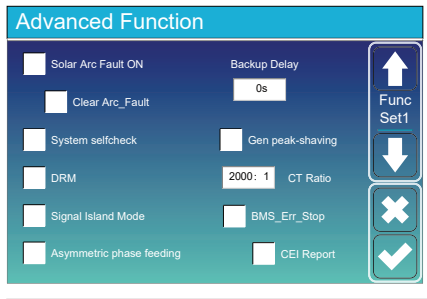 Advanced Function
Solar Arc Fault ON
Backup Delay
Clear Arc_Fault
0s
Func
Set1
System selfcheck
Gen peak-shaving
DRM
2000: 1
CT Ratio
Signal Island Mode
BMS_Err_Stop
Asymmetric phase feeding
CEI Report